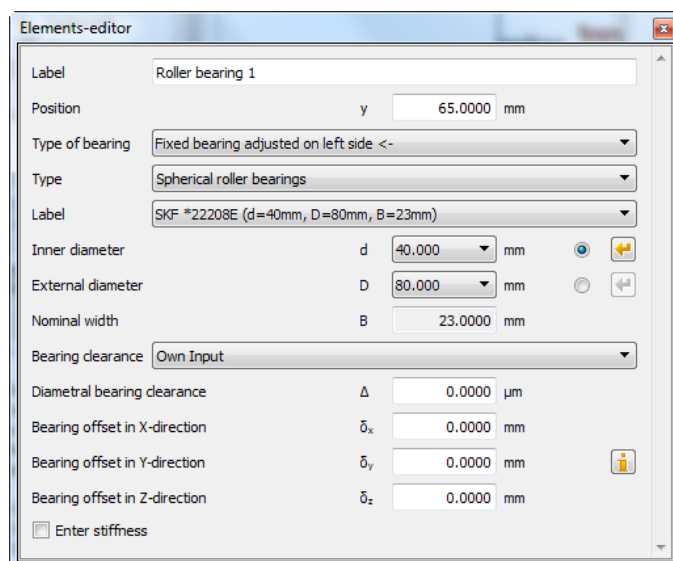 Elements-editor
Label Roller bearing 1
Position y 65.0000 mm
Type of bearing Fixed bearing adjusted on left side <-
Type Spherical roller bearings
Label SKF *22208E (d=40mm, D=80mm, B=23mm)
Inner diameter d 40.000 mm
External diameter D 80.000 mm
Nominal width B 23.0000 mm
Bearing clearance Own Input
Diametral bearing clearance Δ 0.0000 µm
Bearing offset in X-direction δx 0.0000 mm
Bearing offset in Y-direction δy 0.0000 mm
Bearing offset in Z-direction δz 0.0000 mm
Enter stiffness